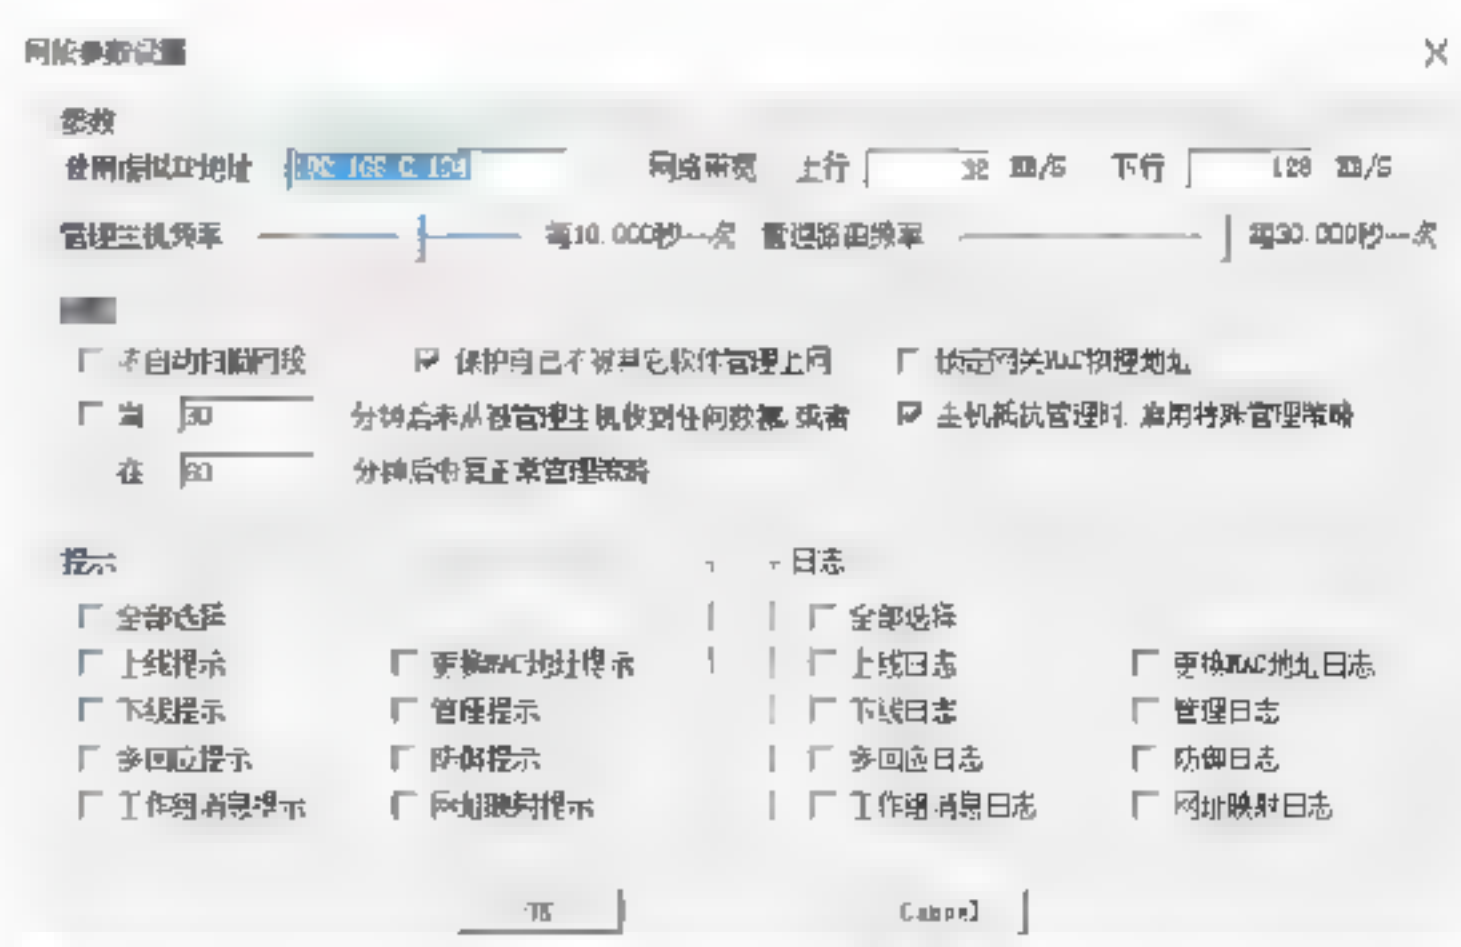 网络参数设置
参数
使用虚拟IP地址 192.168.0.194 网络带宽 上行 32 MB/S 下行 128 MB/S
管理主机频率 每10.000秒一次 管理路由频率 每30.000秒一次
不自动扫描网段 保护自己不被其它软件管理上网 锁定网关MAC物理地址
当 30 分钟后未从被管理主机收到任何数据,或者 主机抵抗管理时,启用特殊管理策略
在 60 分钟后恢复正常管理策略
提示 日志
全部选择 全部选择
上线提示 更换MAC地址提示 上线日志 更换MAC地址日志
下线提示 管理提示 下线日志 管理日志
多回应提示 防御提示 多回应日志 防御日志
工作组消息提示 网址映射提示 工作组消息日志 网址映射日志
Cancel